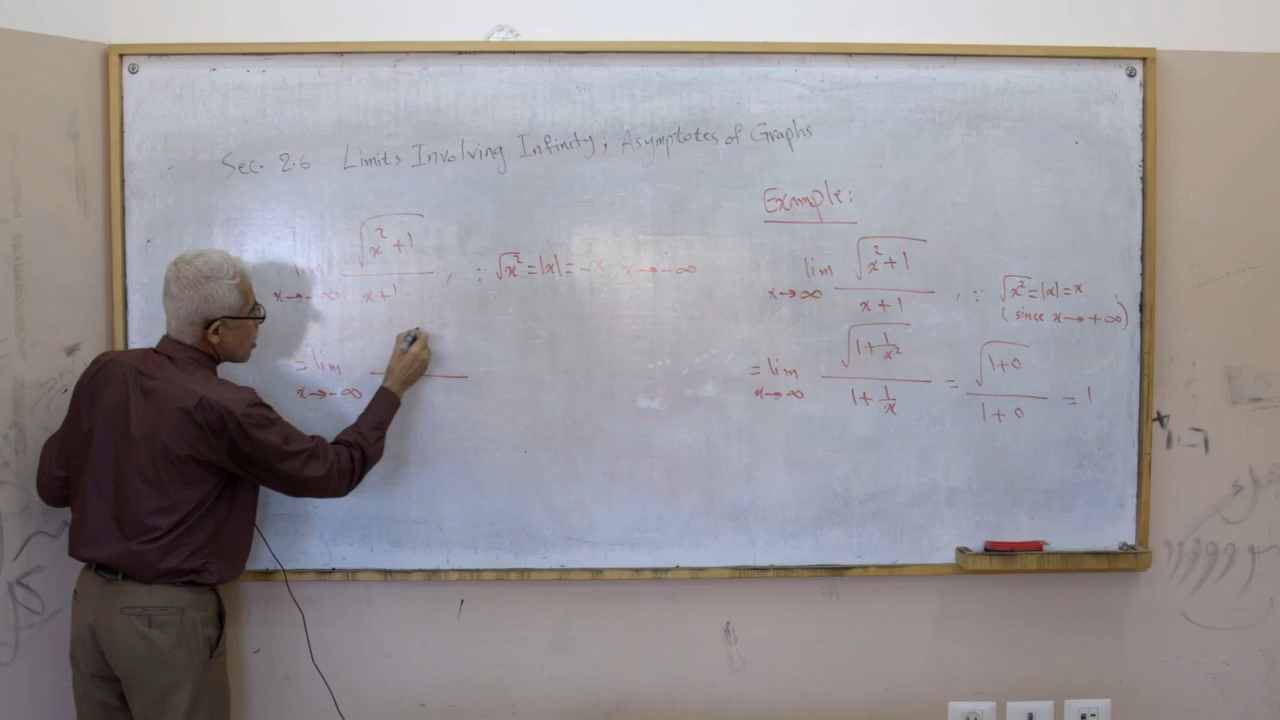 Sec. 2.6 Limits Involving Infinity; Asymptotes of Graphs
√x²+1
x→-∞ x+1 , ∵ √x² = |x| = -x , x→-∞
= lim
x→-∞
Example:
lim √x²+1
x→∞ x+1 , ∵ √x² = |x| = x
(since x→+∞)
= lim √1+1/x² = √1+0 = 1
x→∞ 1+1/x 1+0